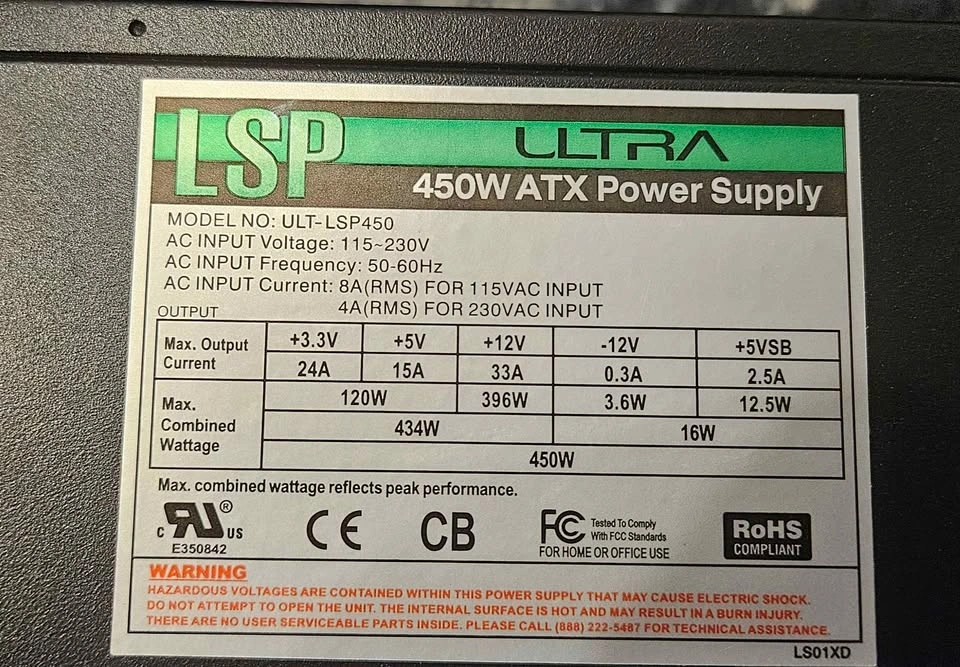 LSP
ULTRA
450W ATX Power Supply
MODEL NO: ULT-LSP450
AC INPUT Voltage: 115~230V
AC INPUT Frequency: 50-60Hz
AC INPUT Current: 8A(RMS) FOR 115VAC INPUT
4A(RMS) FOR 230VAC INPUT
OUTPUT
Max. Output Current +3.3V +5V +12V -12V +5VSB
24A 15A 33A 0.3A 2.5A
Max. Combined Wattage 120W 396W 3.6W 12.5W
434W 16W
450W
Max. combined wattage reflects peak performance.
c RU ® US
E350842
CE
CB
FC Tested To Comply
With FCC Standards
FOR HOME OR OFFICE USE
RoHS
COMPLIANT
WARNING
HAZARDOUS VOLTAGES ARE CONTAINED WITHIN THIS POWER SUPPLY THAT MAY CAUSE ELECTRIC SHOCK.
DO NOT ATTEMPT TO OPEN THE UNIT. THE INTERNAL SURFACE IS HOT AND MAY RESULT IN A BURN INJURY.
THERE ARE NO USER SERVICEABLE PARTS INSIDE. PLEASE CALL (888) 222-5487 FOR TECHNICAL ASSISTANCE.
LS01XD